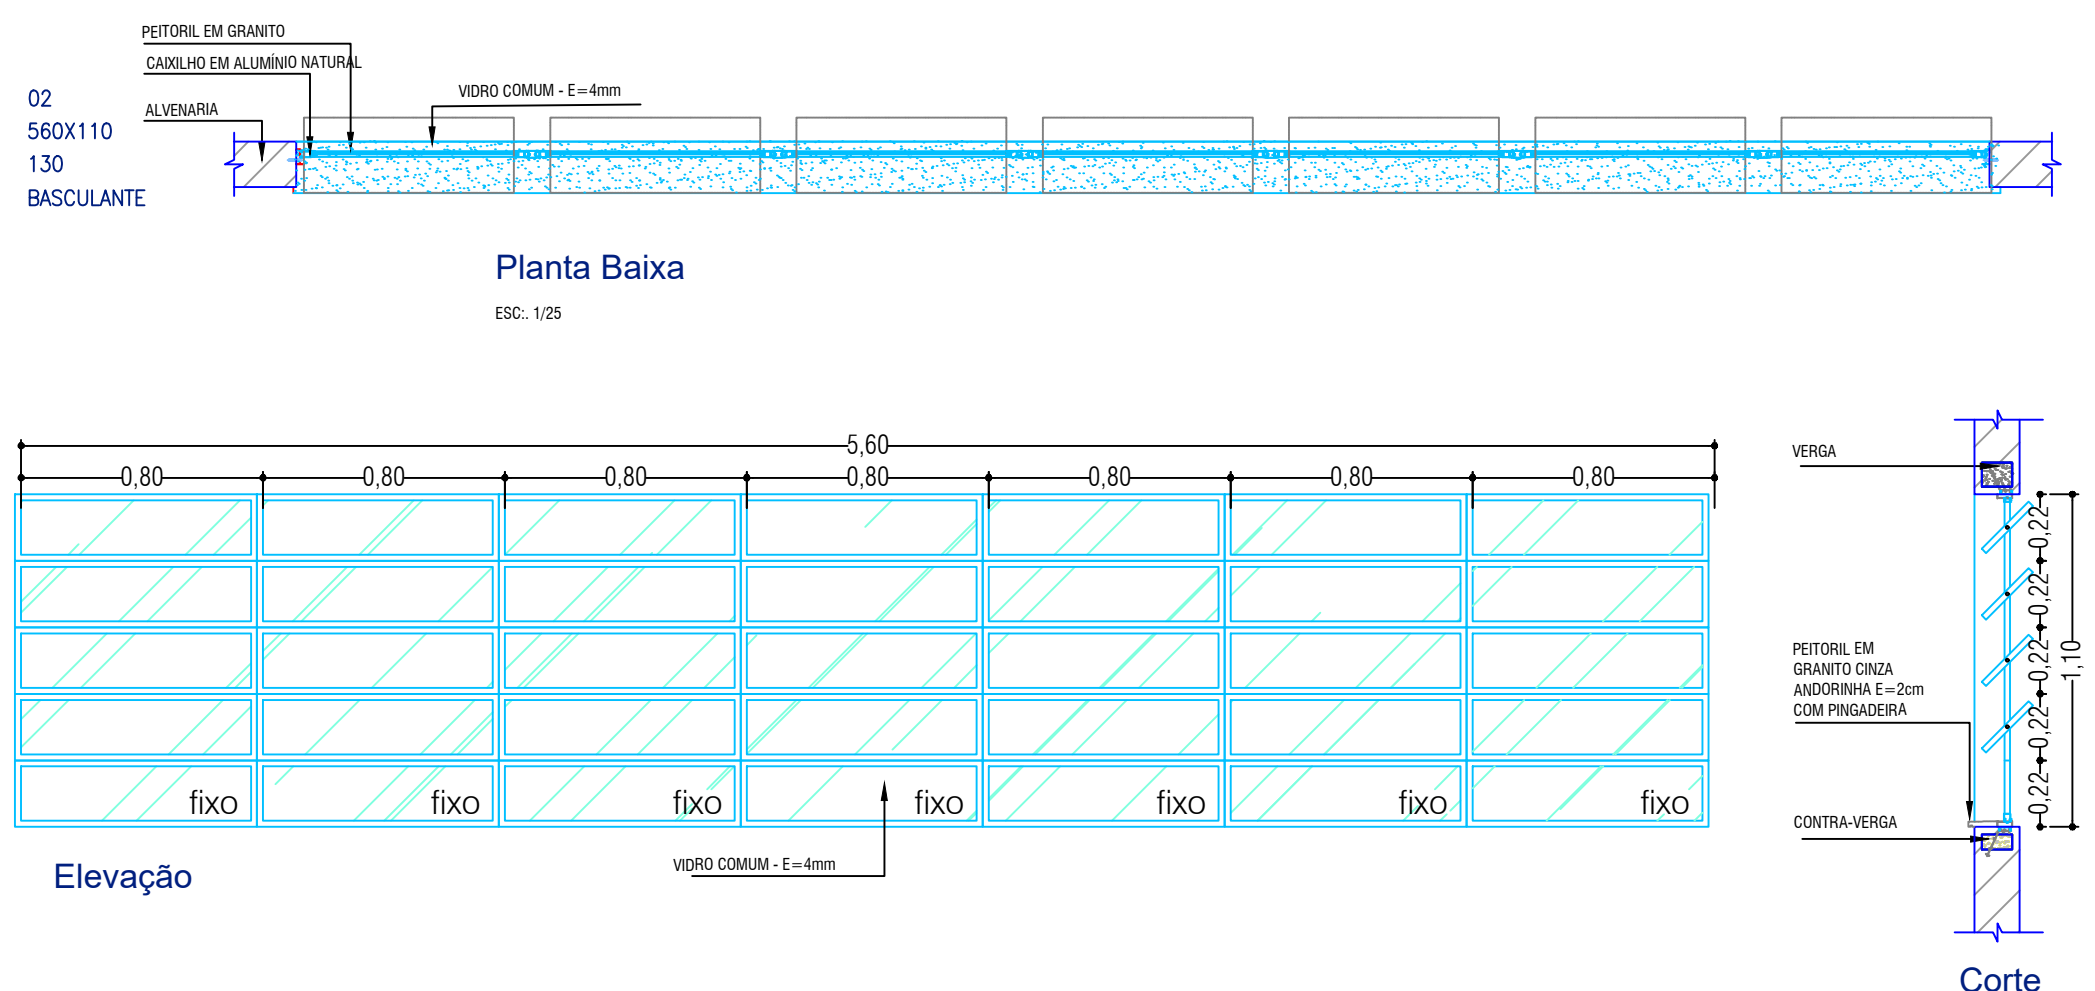 PEITORIL EM GRANITO
CAIXILHO EM ALUMÍNIO NATURAL
VIDRO COMUM - E=4mm
ALVENARIA
02
560X110
130
BASCULANTE
Planta Baixa
ESC:. 1/25
5,60
0,80 0,80 0,80 0,80 0,80 0,80 0,80
fixo fixo fixo fixo fixo fixo fixo
VIDRO COMUM - E=4mm
Elevação
VERGA
0,22
0,22
0,22
0,22
0,22
1,10
PEITORIL EM
GRANITO CINZA
ANDORINHA E=2cm
COM PINGADEIRA
CONTRA-VERGA
Corte